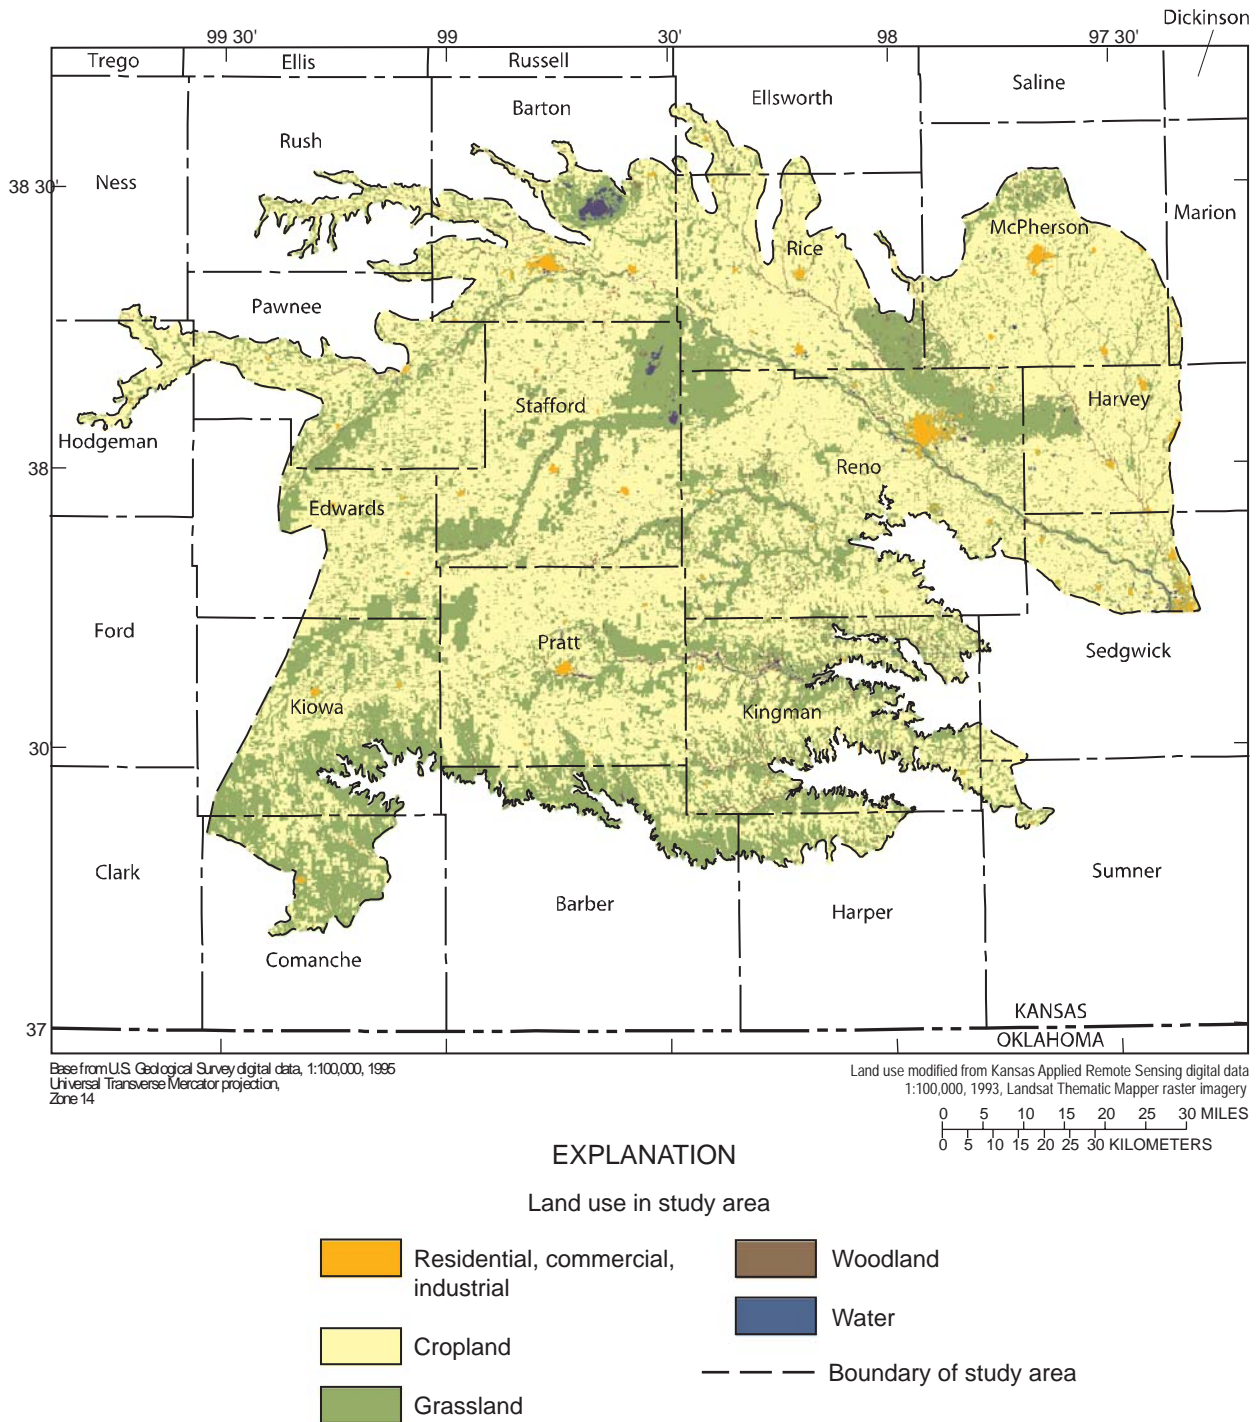 Dickinson
99 30'
99
30'
98
97 30'
Trego
Ellis
Russell
Saline
Ellsworth
Barton
Rush
Ness
38 30'
Marion
McPherson
Rice
Pawnee
Harvey
Stafford
Hodgeman
38
Reno
Edwards
Ford
Pratt
Sedgwick
Kiowa
Kingman
30
Clark
Sumner
Barber
Harper
Comanche
KANSAS
37
OKLAHOMA
Base from U.S. Geological Survey digital data, 1:100,000, 1995
Universal Transverse Mercator projection,
Zone 14
Land use modified from Kansas Applied Remote Sensing digital data
1:100,000, 1993, Landsat Thematic Mapper raster imagery
0 5 10 15 20 25 30 MILES
0 5 10 15 20 25 30 KILOMETERS
EXPLANATION
Land use in study area
Residential, commercial,
industrial
Cropland
Grassland
Woodland
Water
Boundary of study area